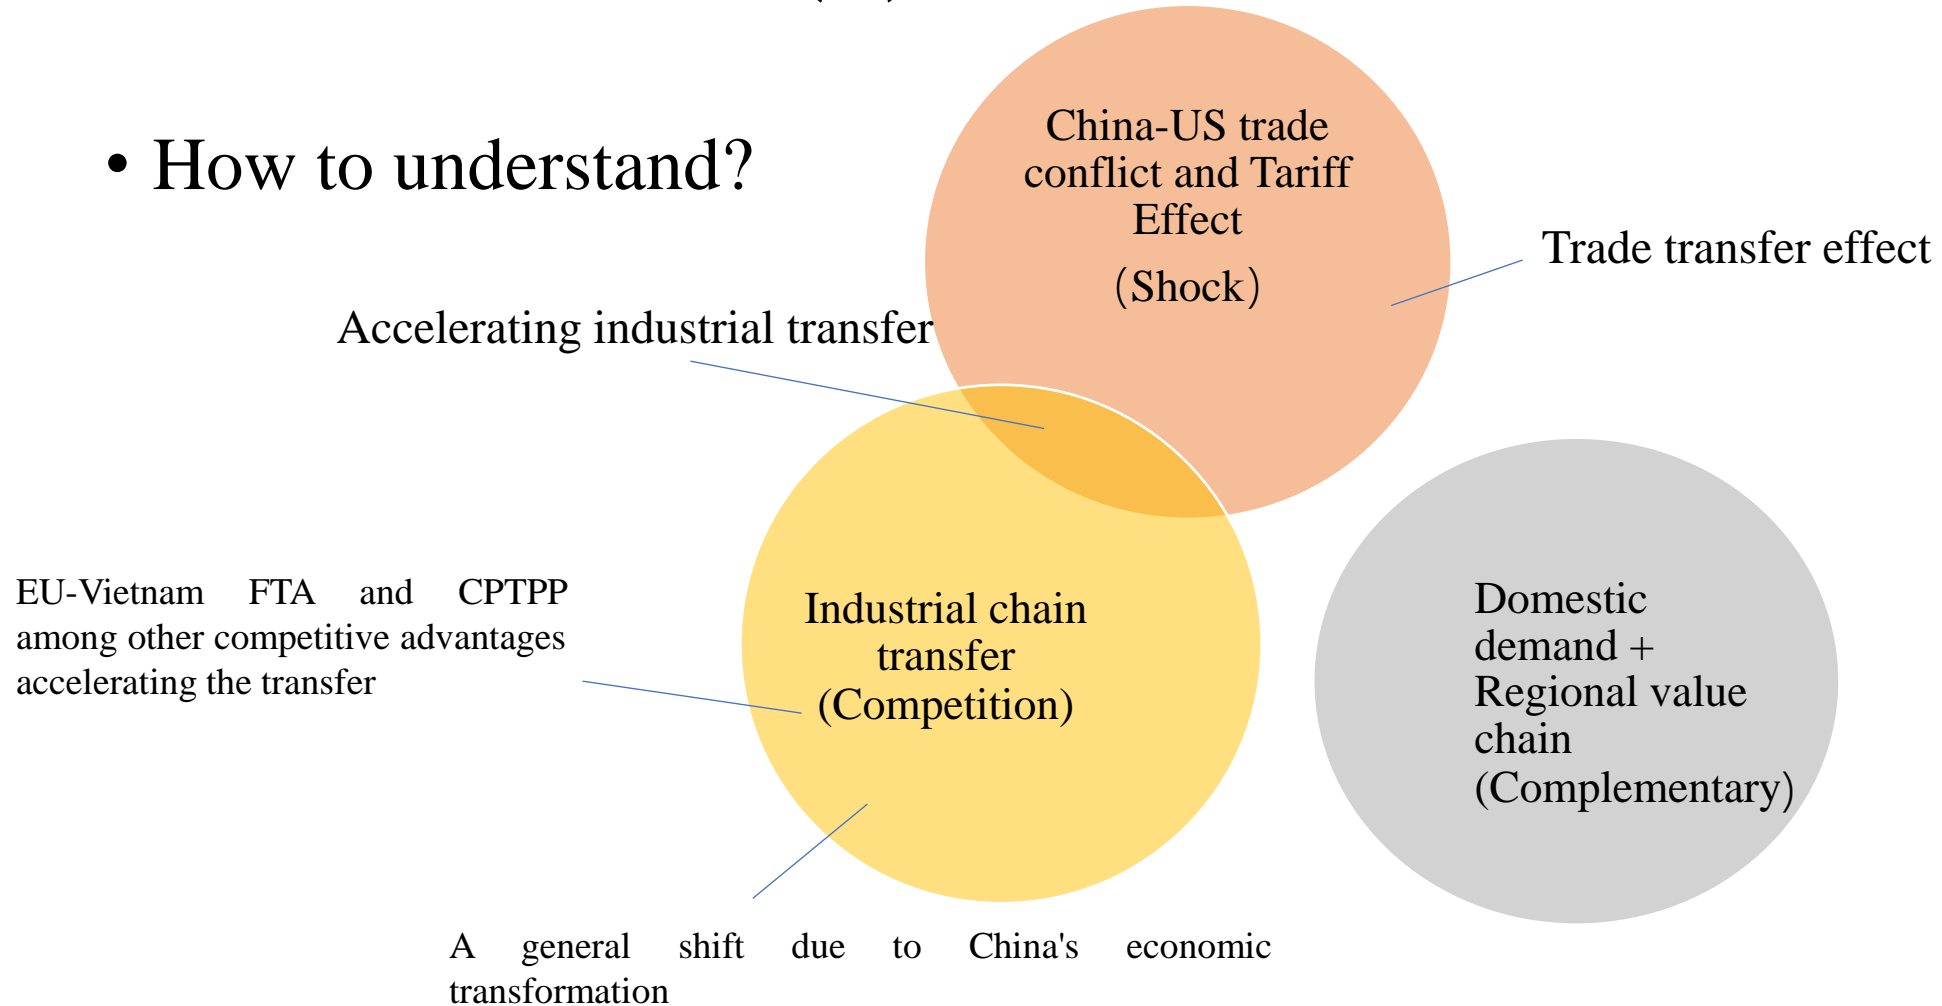 • How to understand?
China-US trade
conflict and Tariff
Effect
（Shock）
Trade transfer effect
Accelerating industrial transfer
EU-Vietnam FTA and CPTPP
among other competitive advantages
accelerating the transfer
Industrial chain
transfer
(Competition)
Domestic
demand +
Regional value
chain
(Complementary)
A general shift due to China's economic
transformation